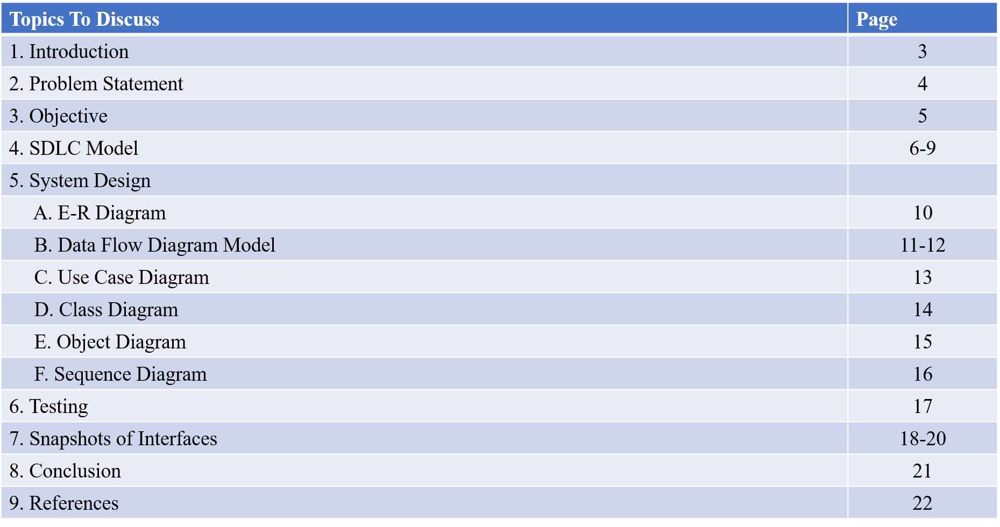 Topics To Discuss Page
1. Introduction 3
2. Problem Statement 4
3. Objective 5
4. SDLC Model 6-9
5. System Design
A. E-R Diagram 10
B. Data Flow Diagram Model 11-12
C. Use Case Diagram 13
D. Class Diagram 14
E. Object Diagram 15
F. Sequence Diagram 16
6. Testing 17
7. Snapshots of Interfaces 18-20
8. Conclusion 21
9. References 22